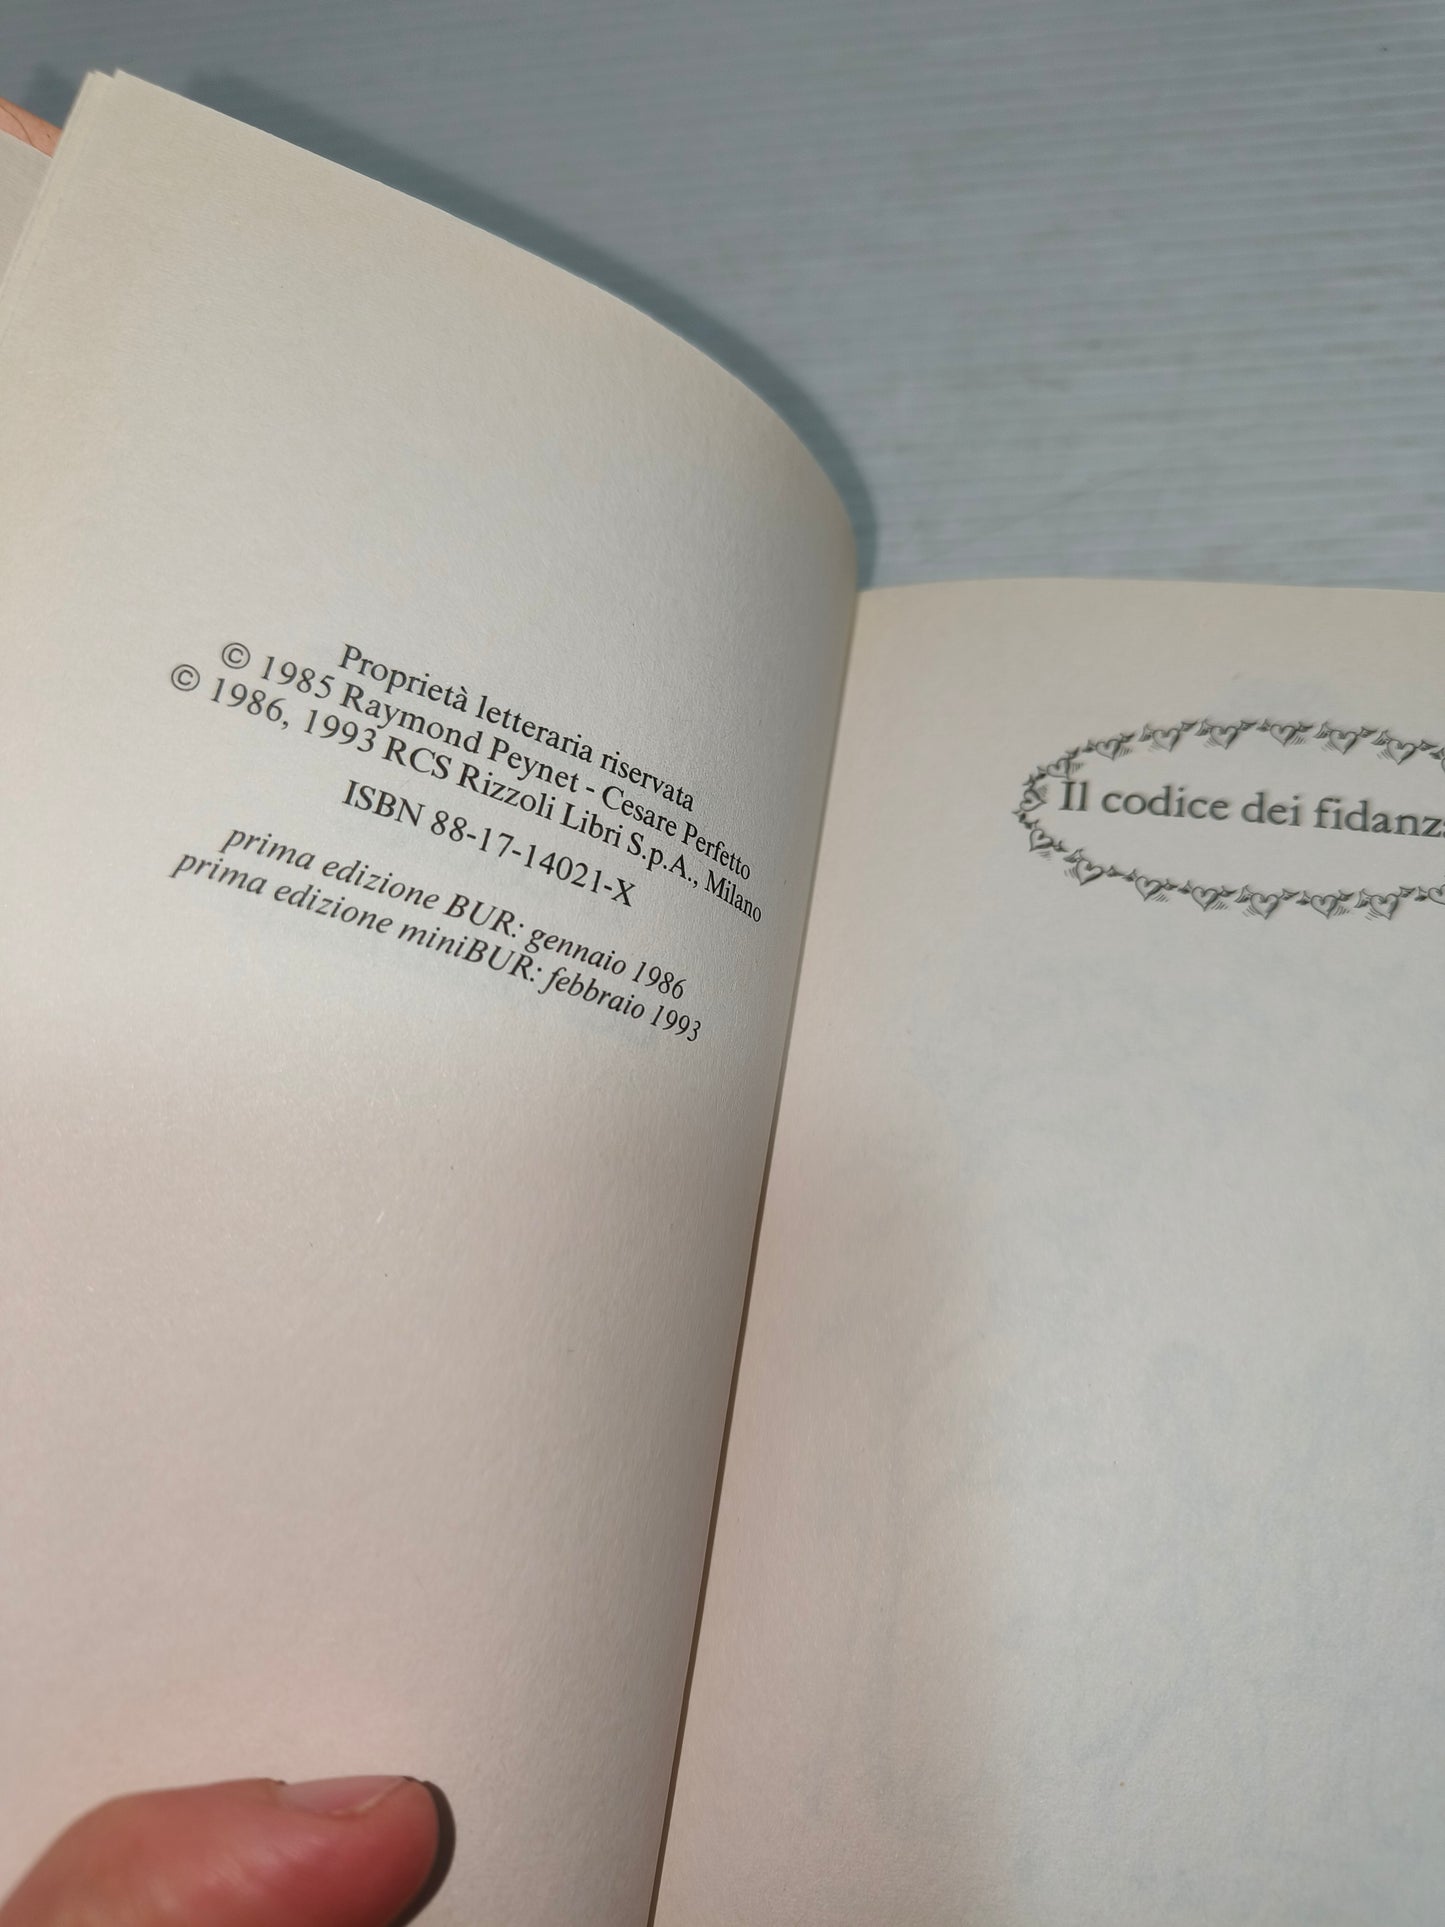 Proprietà letteraria riservata
© 1985 Raymond Peynet - Cesare Perfetto
© 1986, 1993 RCS Rizzoli Libri S.p.A., Milano
ISBN 88-17-14021-X
prima edizione BUR: gennaio 1986
prima edizione miniBUR: febbraio 1993
Il codice dei